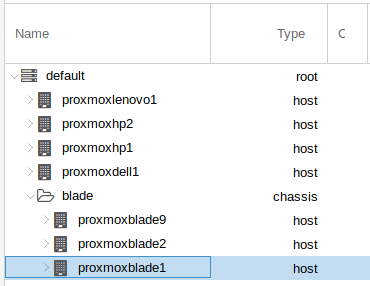 Name Type C
default root
proxmoxlenovo1 host
proxmoxhp2 host
proxmoxhp1 host
proxmoxdell1 host
blade chassis
proxmoxblade9 host
proxmoxblade2 host
proxmoxblade1 host